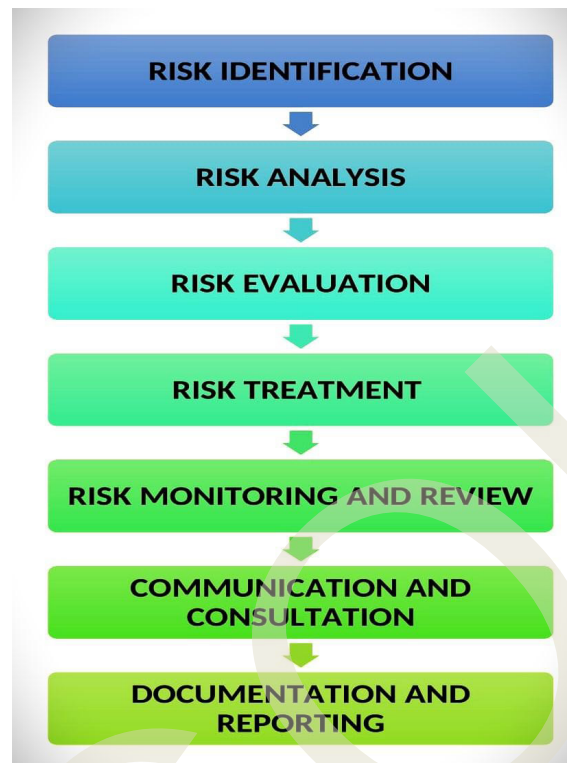 RISK IDENTIFICATION
RISK ANALYSIS
RISK EVALUATION
RISK TREATMENT
RISK MONITORING AND REVIEW
COMMUNICATION AND
CONSULTATION
DOCUMENTATION AND
REPORTING